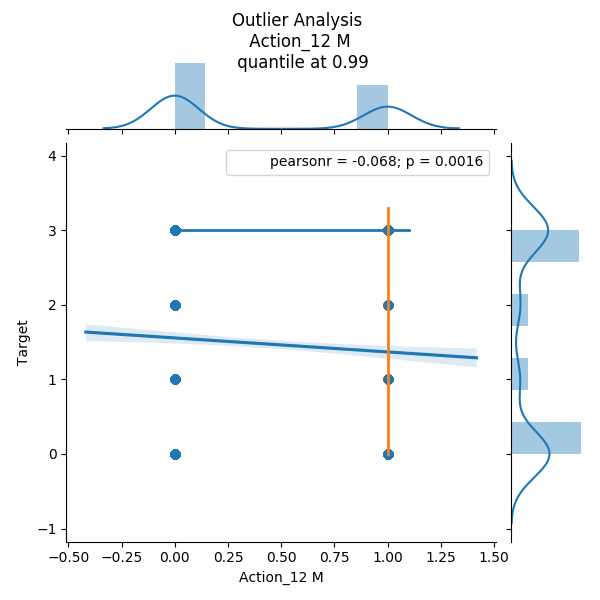 Outlier Analysis
Action_12 M
quantile at 0.99
pearsonr = -0.068; p = 0.0016
4
3
2
1
0
−1
Target
−0.50 −0.25 0.00 0.25 0.50 0.75 1.00 1.25 1.50
Action_12 M